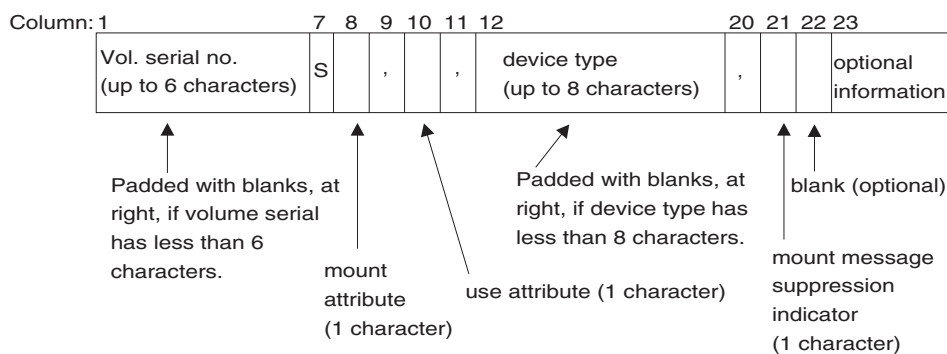 Column: 1 7 8 9 10 11 12 20 21 22 23
Vol. serial no.
(up to 6 characters)
S
,
,
device type
(up to 8 characters)
,
optional
information
Padded with blanks, at
right, if volume serial
has less than 6
characters.
Padded with blanks, at
right, if device type has
less than 8 characters.
blank (optional)
mount
attribute
(1 character)
use attribute (1 character)
mount message
suppression
indicator
(1 character)